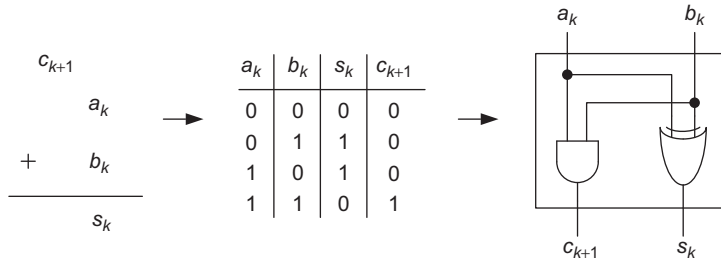 c_{k+1}
a_k
+ b_k
s_k
a_k b_k s_k c_{k+1}
0 0 0 0
0 1 1 0
1 0 1 0
1 1 0 1
a_k b_k
c_{k+1} s_k